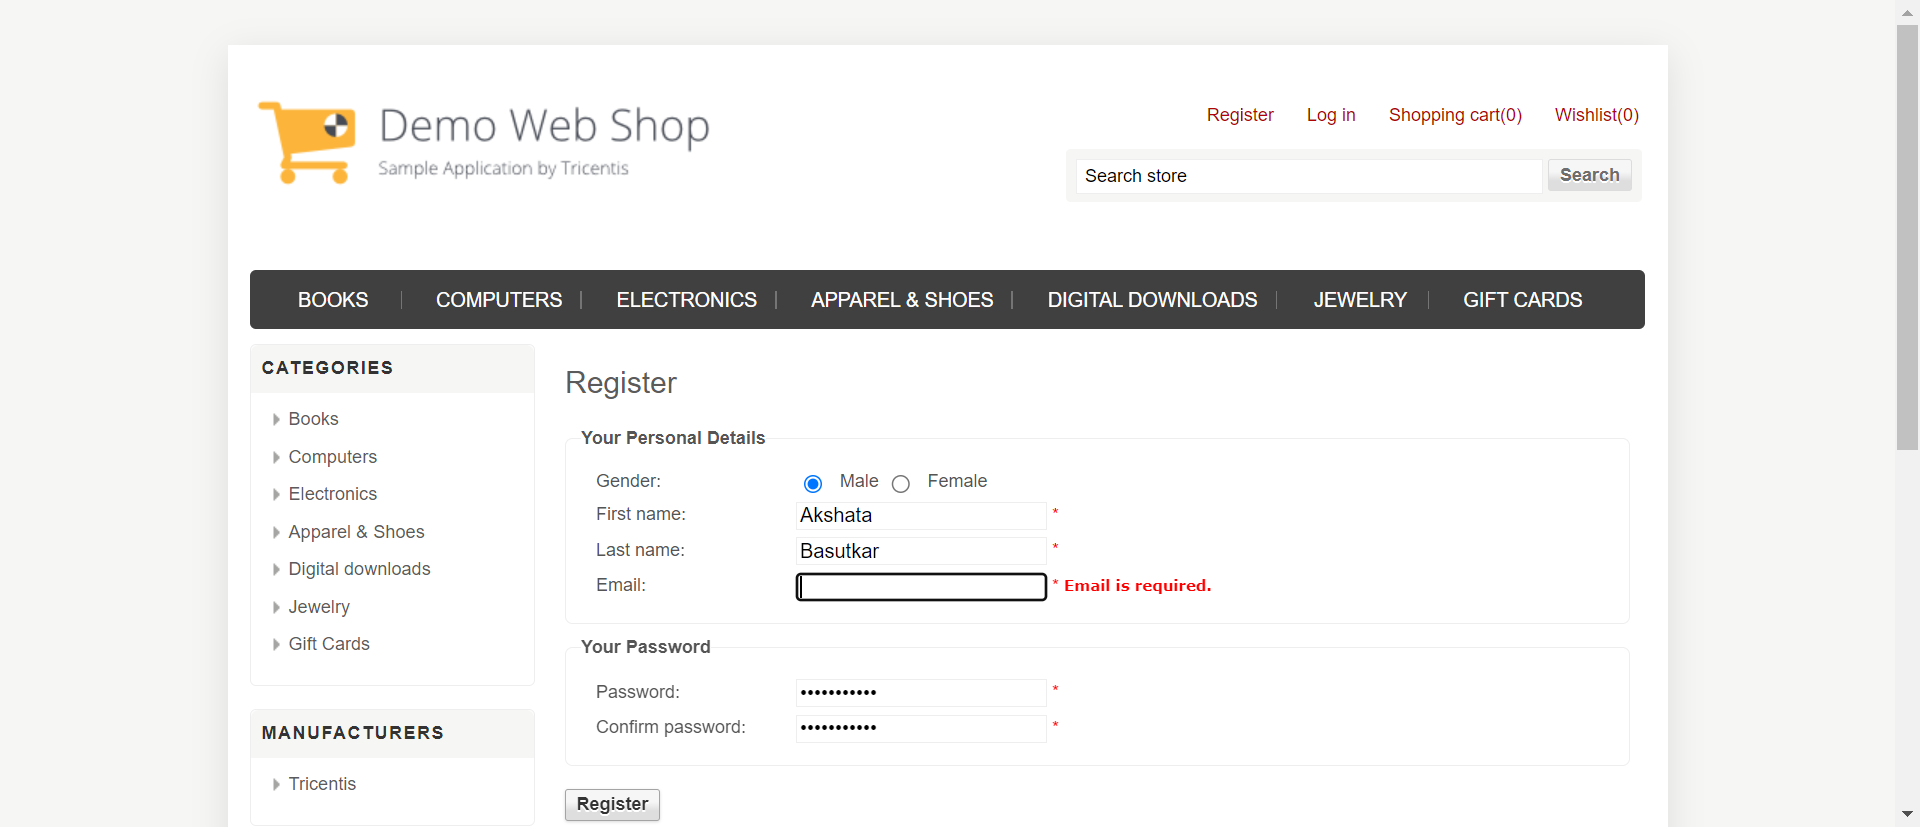 Demo Web Shop
Sample Application by Tricentis
Register Log in Shopping cart(0) Wishlist(0)
Search store Search
BOOKS COMPUTERS ELECTRONICS APPAREL & SHOES DIGITAL DOWNLOADS JEWELRY GIFT CARDS
CATEGORIES
Books
Computers
Electronics
Apparel & Shoes
Digital downloads
Jewelry
Gift Cards
MANUFACTURERS
Tricentis
Register
Your Personal Details
Gender: Male Female
First name: Akshata *
Last name: Basutkar *
Email: * Email is required.
Your Password
Password: ••••••••••• *
Confirm password: ••••••••••• *
Register